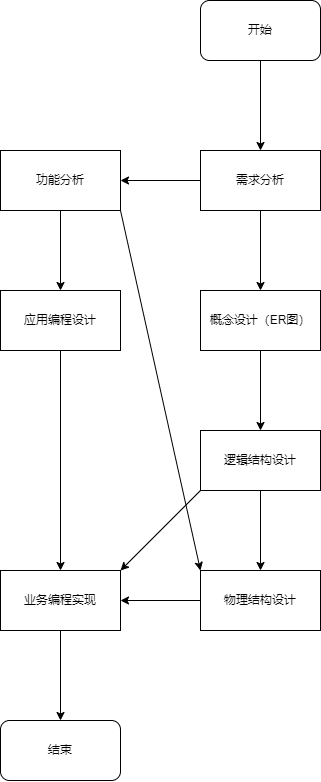 开始
功能分析
需求分析
应用编程设计
概念设计（ER图）
逻辑结构设计
业务编程实现
物理结构设计
结束